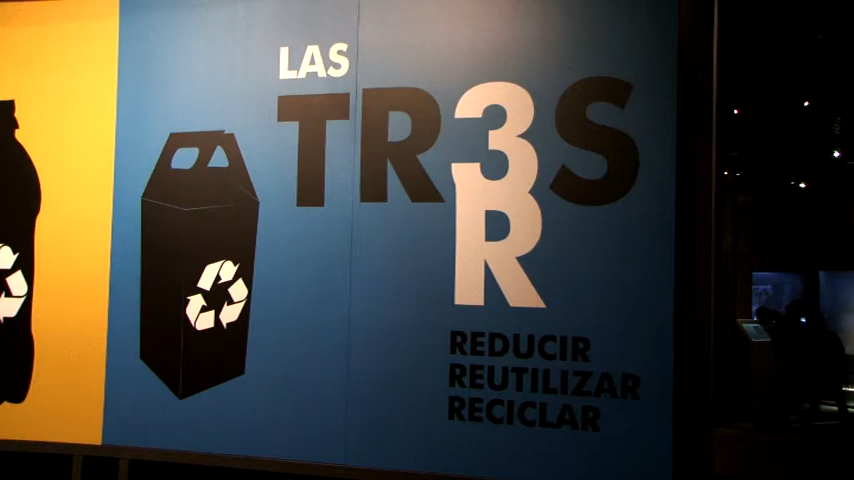 LAS
TR3S
R
REDUCIR
REUTILIZAR
RECICLAR